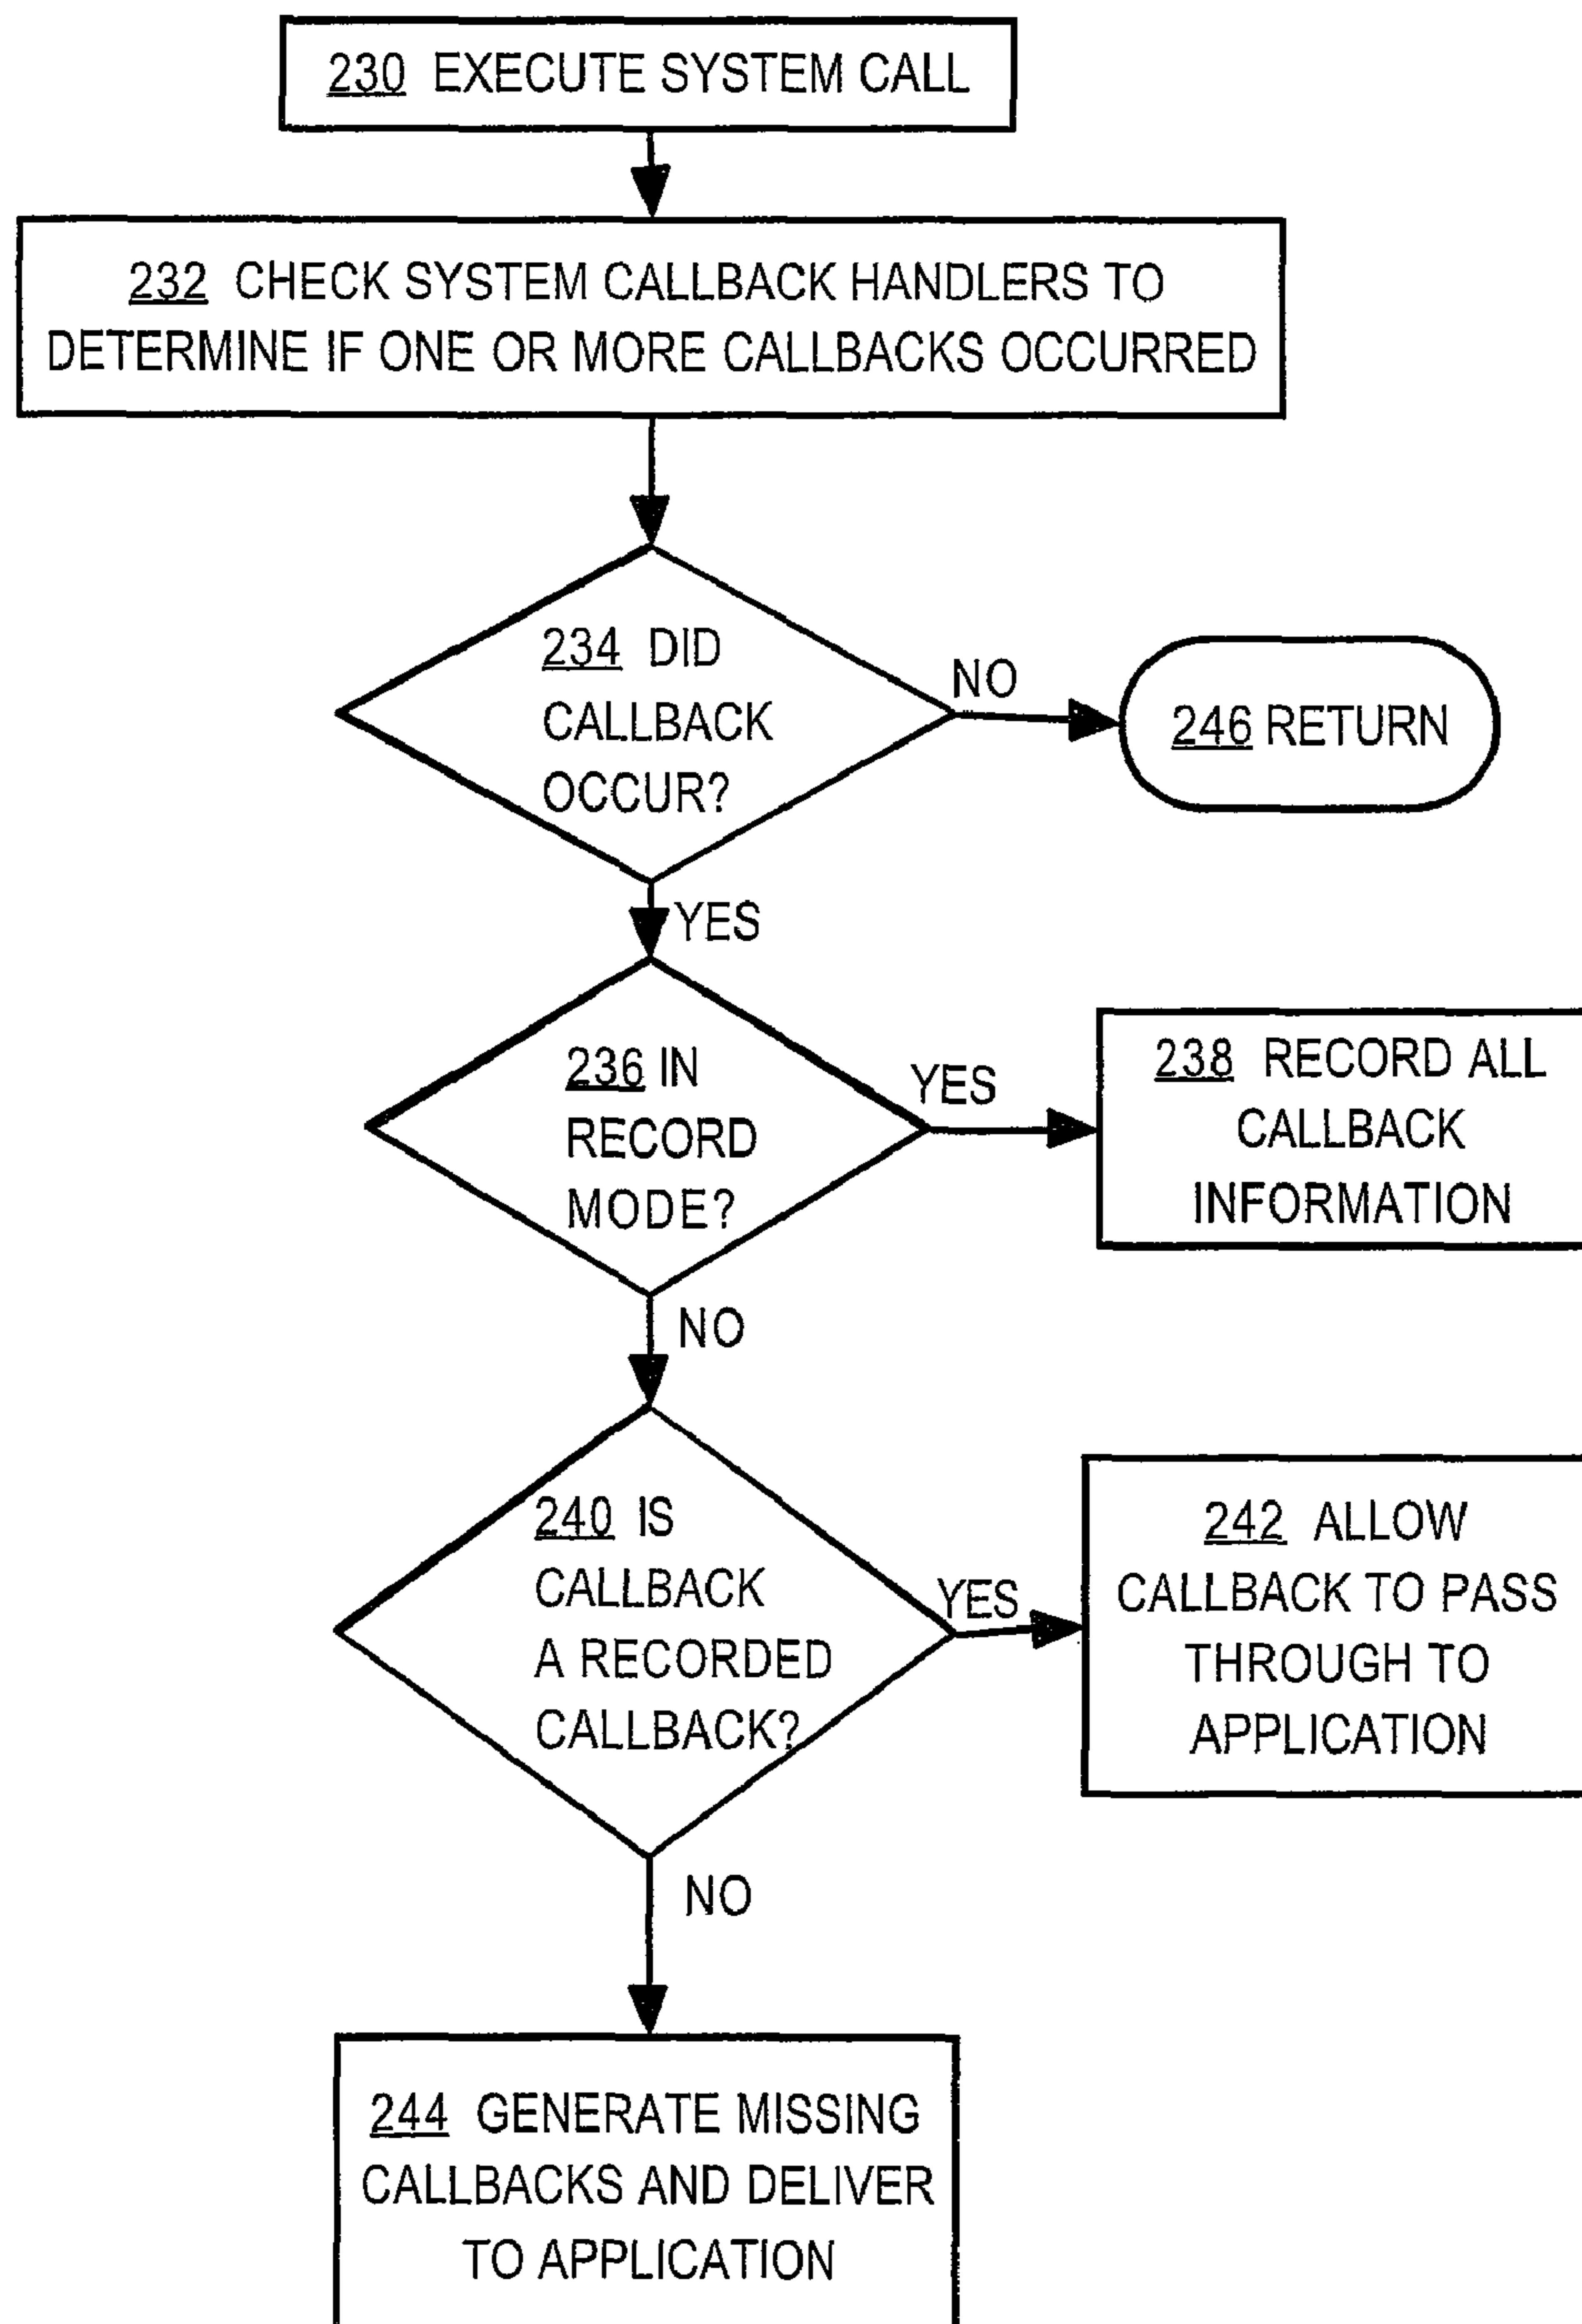 230 EXECUTE SYSTEM CALL
232 CHECK SYSTEM CALLBACK HANDLERS TO
DETERMINE IF ONE OR MORE CALLBACKS OCCURRED
234 DID
CALLBACK
OCCUR?
NO
246 RETURN
YES
236 IN
RECORD
MODE?
YES
238 RECORD ALL
CALLBACK
INFORMATION
NO
240 IS
CALLBACK
A RECORDED
CALLBACK?
YES
242 ALLOW
CALLBACK TO PASS
THROUGH TO
APPLICATION
NO
244 GENERATE MISSING
CALLBACKS AND DELIVER
TO APPLICATION